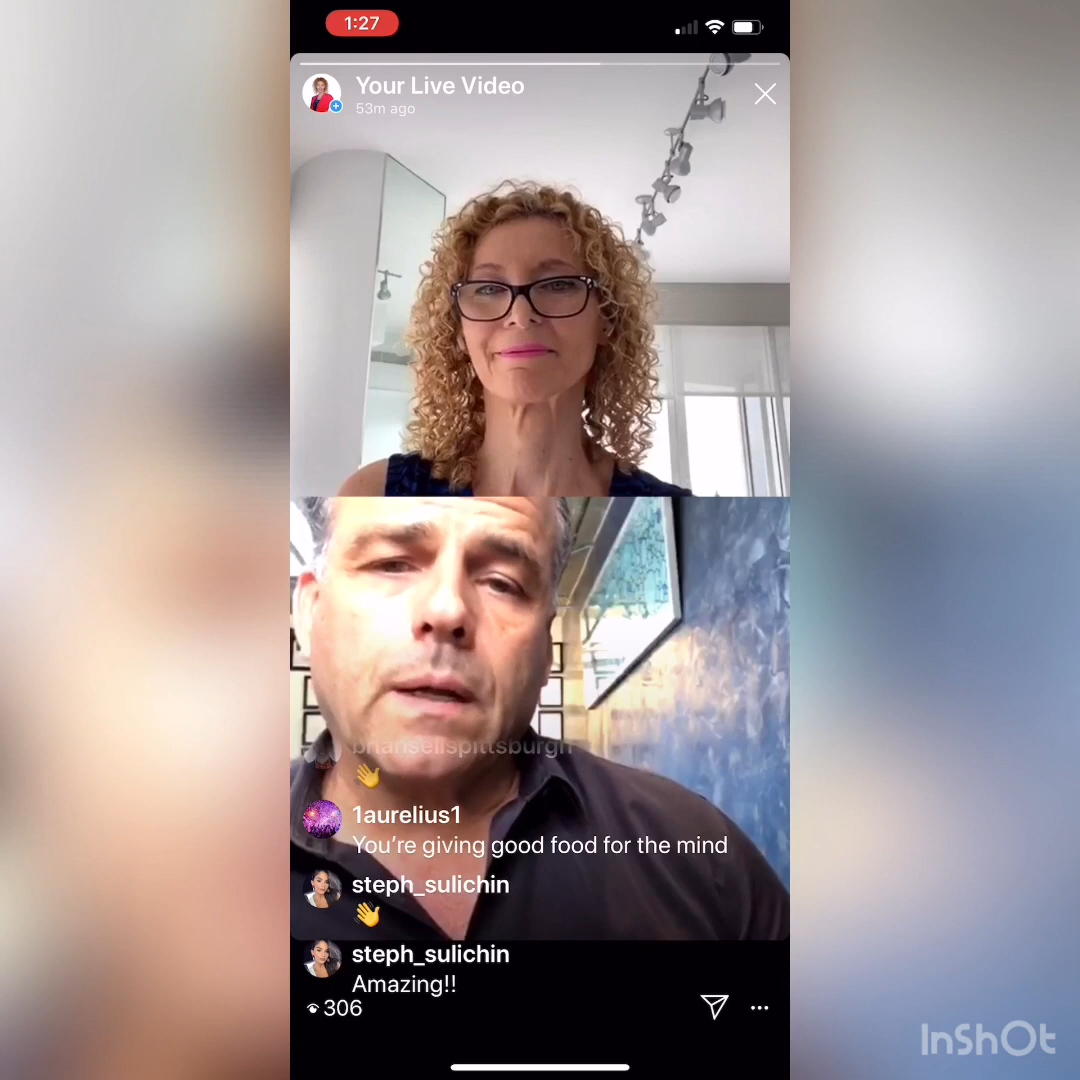 1:27
Your Live Video
53m ago
briansellspittsburgh
👋
1aurelius1
You're giving good food for the mind
steph_sulichin
👋
steph_sulichin
Amazing!!
306
InShOt